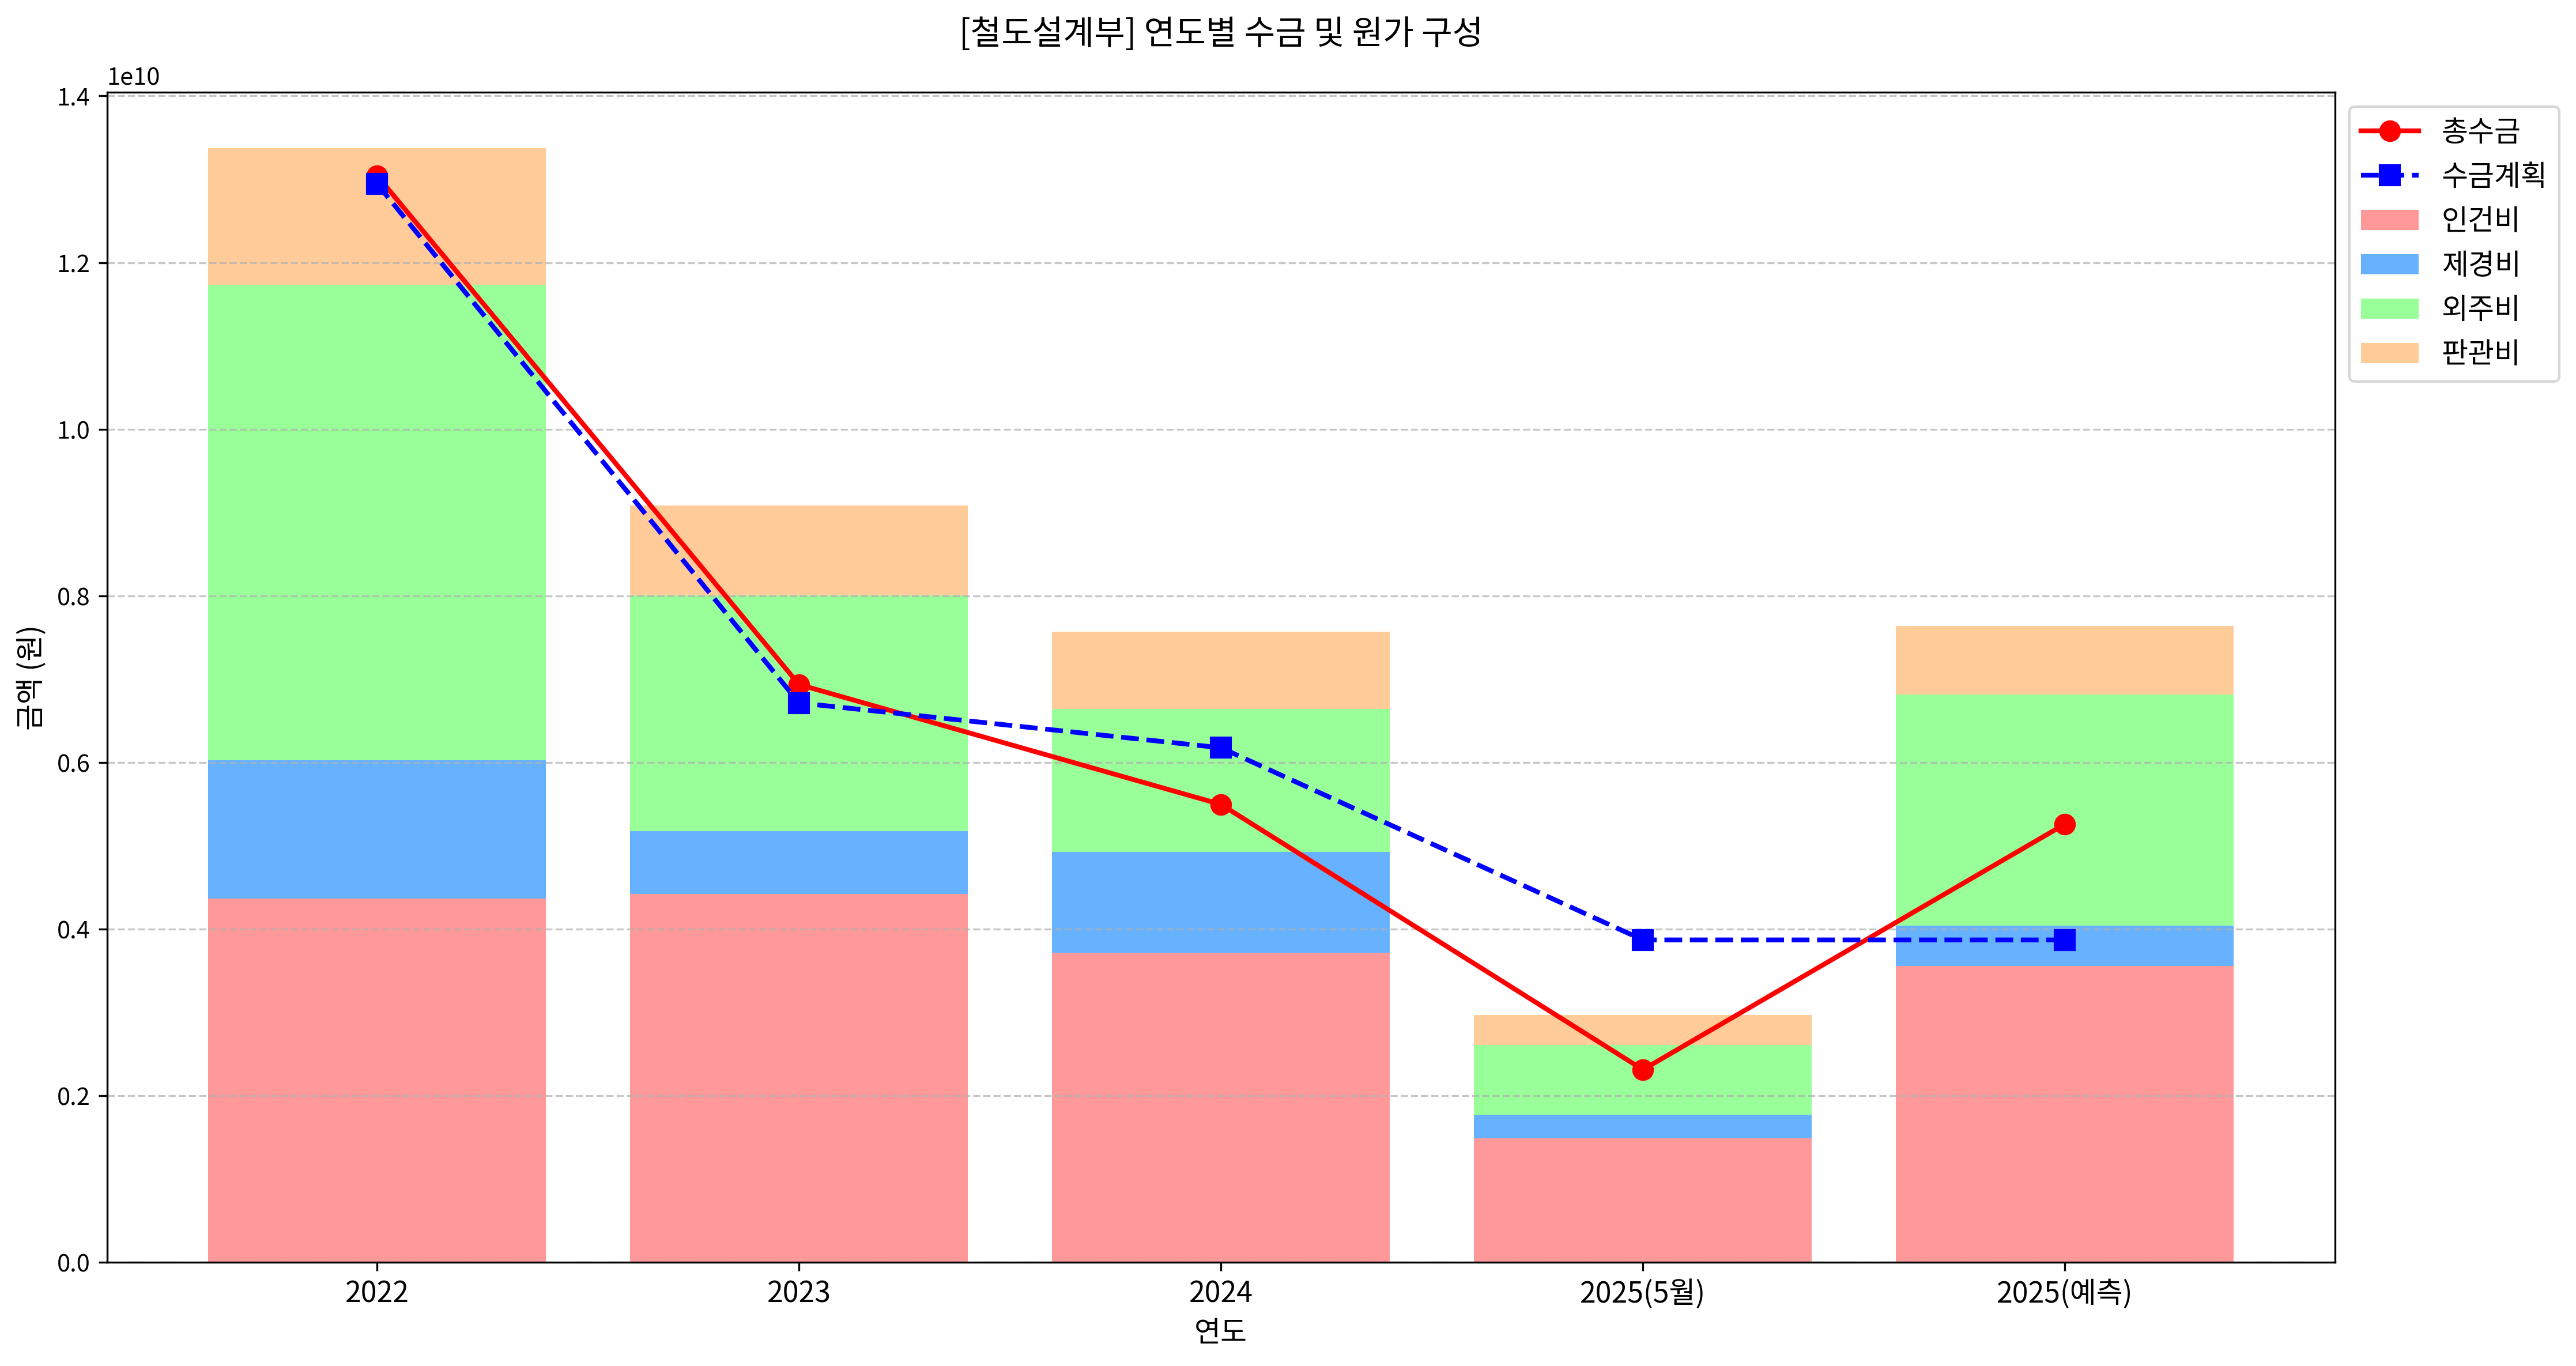 [철도설계부] 연도별 수금 및 원가 구성
1e10
1.4
1.2
1.0
0.8
0.6
0.4
0.2
0.0
금액 (원)
2022
2023
2024
2025(5월)
2025(예측)
연도
총수금
수금계획
인건비
제경비
외주비
판관비